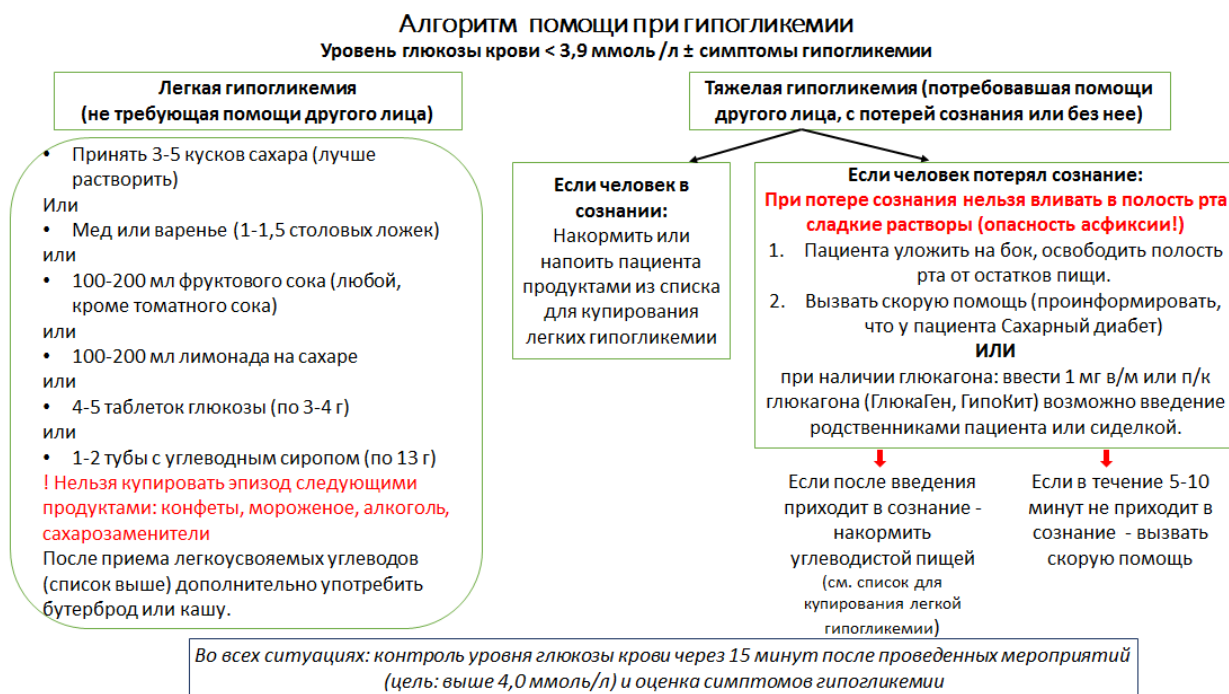 Алгоритм помощи при гипогликемии
Уровень глюкозы крови < 3,9 ммоль /л ± симптомы гипогликемии
Легкая гипогликемия
(не требующая помощи другого лица)
• Принять 3-5 кусков сахара (лучше
растворить)
Или
• Мед или варенье (1-1,5 столовых ложек)
или
• 100-200 мл фруктового сока (любой,
кроме томатного сока)
или
• 100-200 мл лимонада на сахаре
или
• 4-5 таблеток глюкозы (по 3-4 г)
или
• 1-2 тубы с углеводным сиропом (по 13 г)
! Нельзя купировать эпизод следующими
продуктами: конфеты, мороженое, алкоголь,
сахарозаменители
После приема легкоусвояемых углеводов
(список выше) дополнительно употребить
бутерброд или кашу.
Тяжелая гипогликемия (потребовавшая помощи
другого лица, с потерей сознания или без нее)
Если человек в
сознании:
Накормить или
напоить пациента
продуктами из списка
для купирования
легких гипогликемии
Если человек потерял сознание:
При потере сознания нельзя вливать в полость рта
сладкие растворы (опасность асфиксии!)
1. Пациента уложить на бок, освободить полость
рта от остатков пищи.
2. Вызвать скорую помощь (проинформировать,
что у пациента Сахарный диабет)
ИЛИ
при наличии глюкагона: ввести 1 мг в/м или п/к
глюкагона (ГлюкаГен, ГипоКит) возможно введение
родственниками пациента или сиделкой.
Если после введения
приходит в сознание -
накормить
углеводистой пищей
(см. список для
купирования легкой
гипогликемии)
Если в течение 5-10
минут не приходит в
сознание - вызвать
скорую помощь
Во всех ситуациях: контроль уровня глюкозы крови через 15 минут после проведенных мероприятий
(цель: выше 4,0 ммоль/л) и оценка симптомов гипогликемии